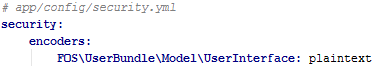 # app/config/security.yml
security:
    encoders:
        FOS\UserBundle\Model\UserInterface: plaintext